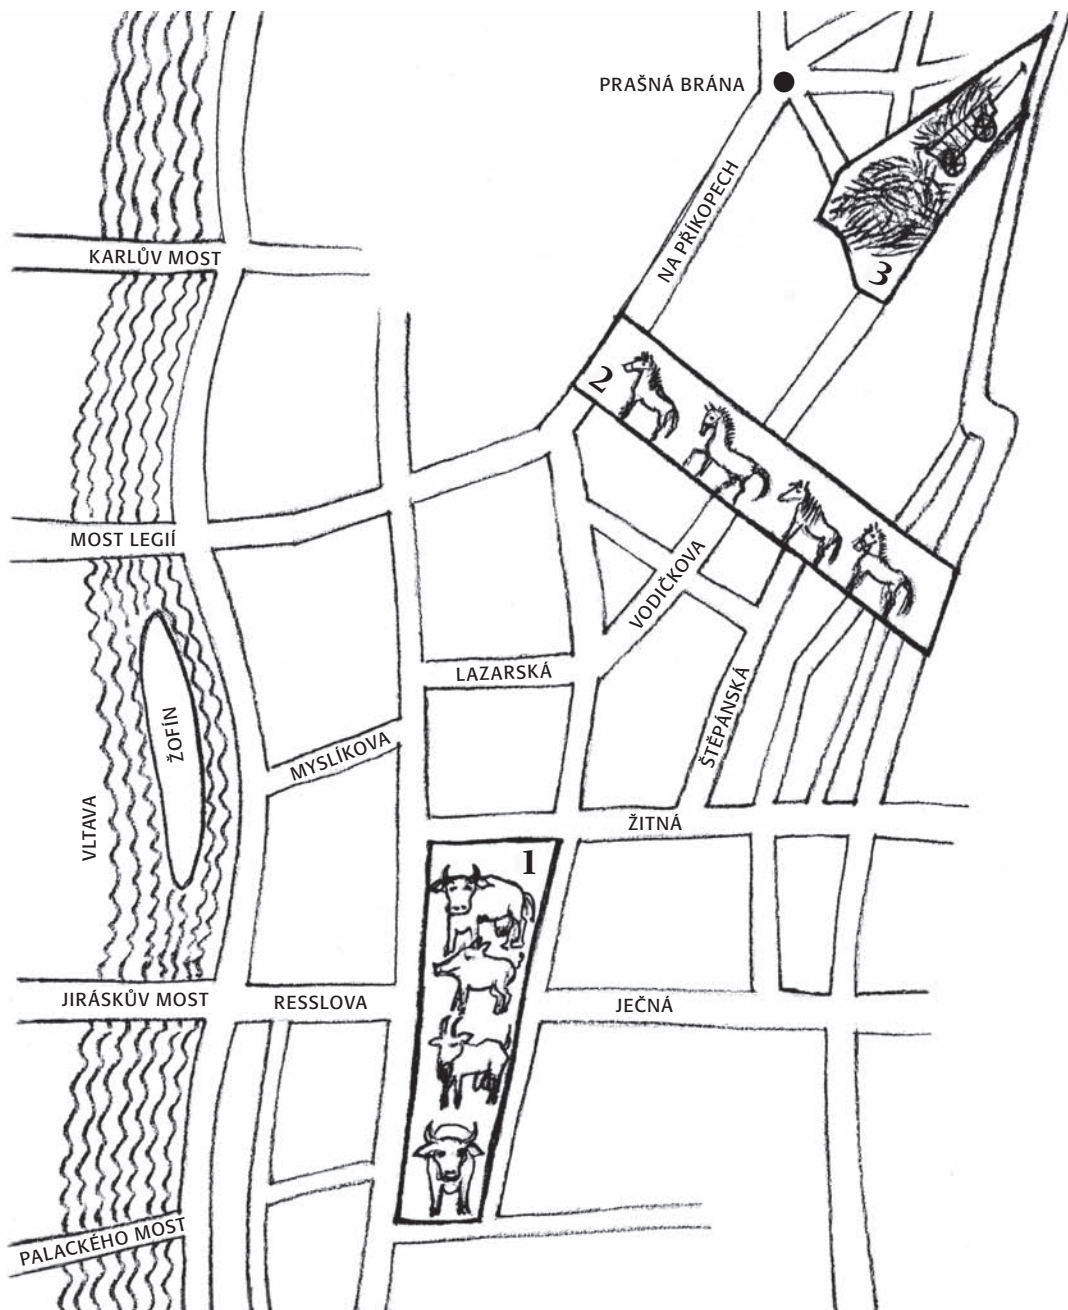 PRAŠNÁ BRÁNA
NA PŘÍKOPECH
KARLŮV MOST
3
2
MOST LEGIÍ
VODIČKOVA
LAZARSKÁ
ŽOFÍN
MYSLÍKOVA
ŠTĚPÁNSKÁ
VLTAVA
ŽITNÁ
1
JIRÁSKŮV MOST
RESSLOVA
JEČNÁ
PALACKÉHO MOST